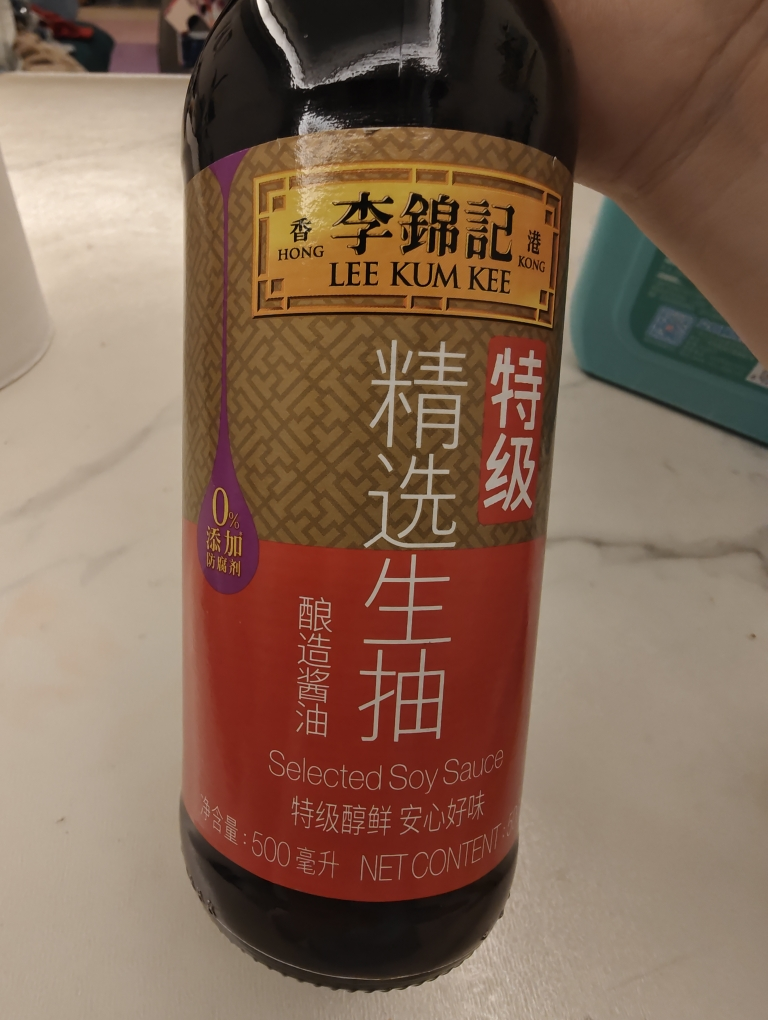 香港
HONG KONG
李錦記
LEE KUM KEE
特级
精选生抽
0%
添加
防腐剂
酿造酱油
Selected Soy Sauce
特级醇鲜 安心好味
净含量:500毫升 NET CONTENT: